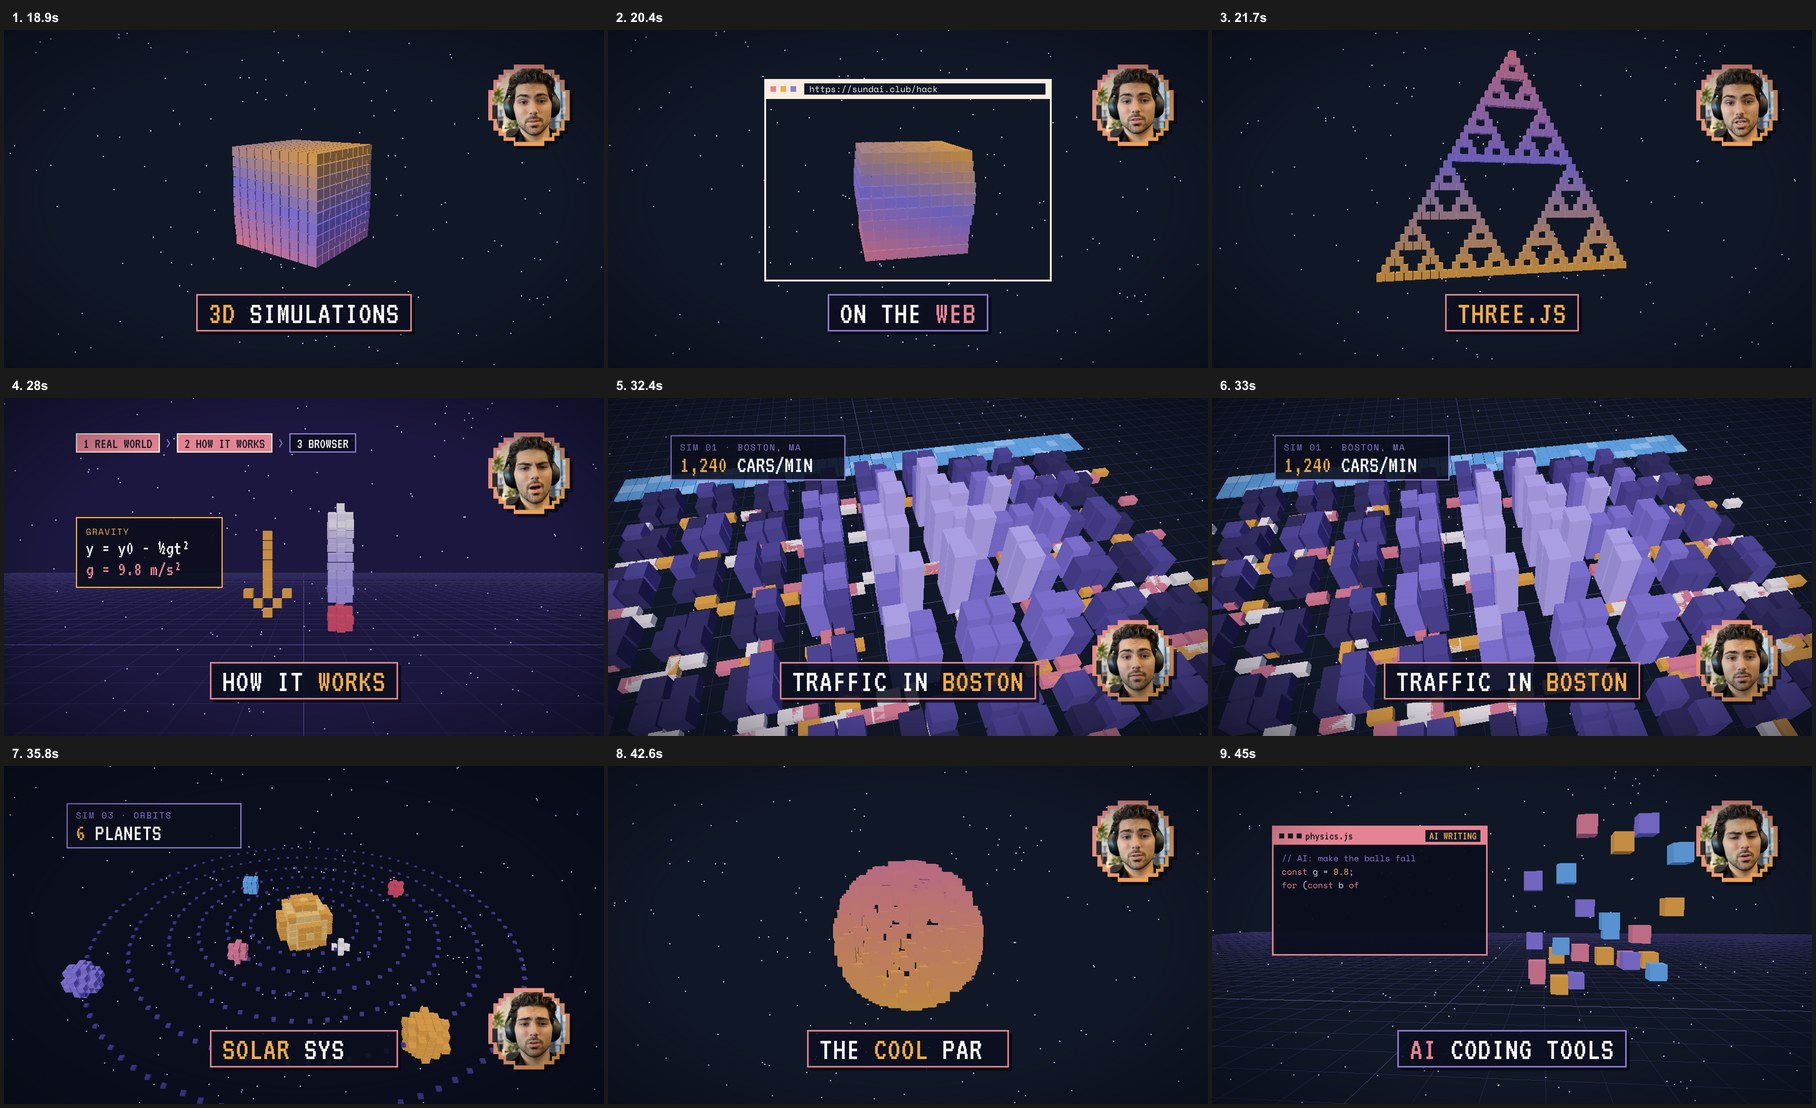 1. 18.9s
3D SIMULATIONS
2. 20.4s
https://sundai.club/hack
ON THE WEB
3. 21.7s
THREE.JS
4. 28s
1 REAL WORLD
2 HOW IT WORKS
3 BROWSER
GRAVITY
y = y0 - ½gt²
g = 9.8 m/s²
HOW IT WORKS
5. 32.4s
SIM 01 · BOSTON, MA
1,240 CARS/MIN
TRAFFIC IN BOSTON
6. 33s
SIM 01 · BOSTON, MA
1,240 CARS/MIN
TRAFFIC IN BOSTON
7. 35.8s
SIM 03 · ORBITS
6 PLANETS
SOLAR SYS
8. 42.6s
THE COOL PAR
9. 45s
physics.js
AI WRITING
// AI: make the balls fall
const g = 9.8;
for (const b of
AI CODING TOOLS